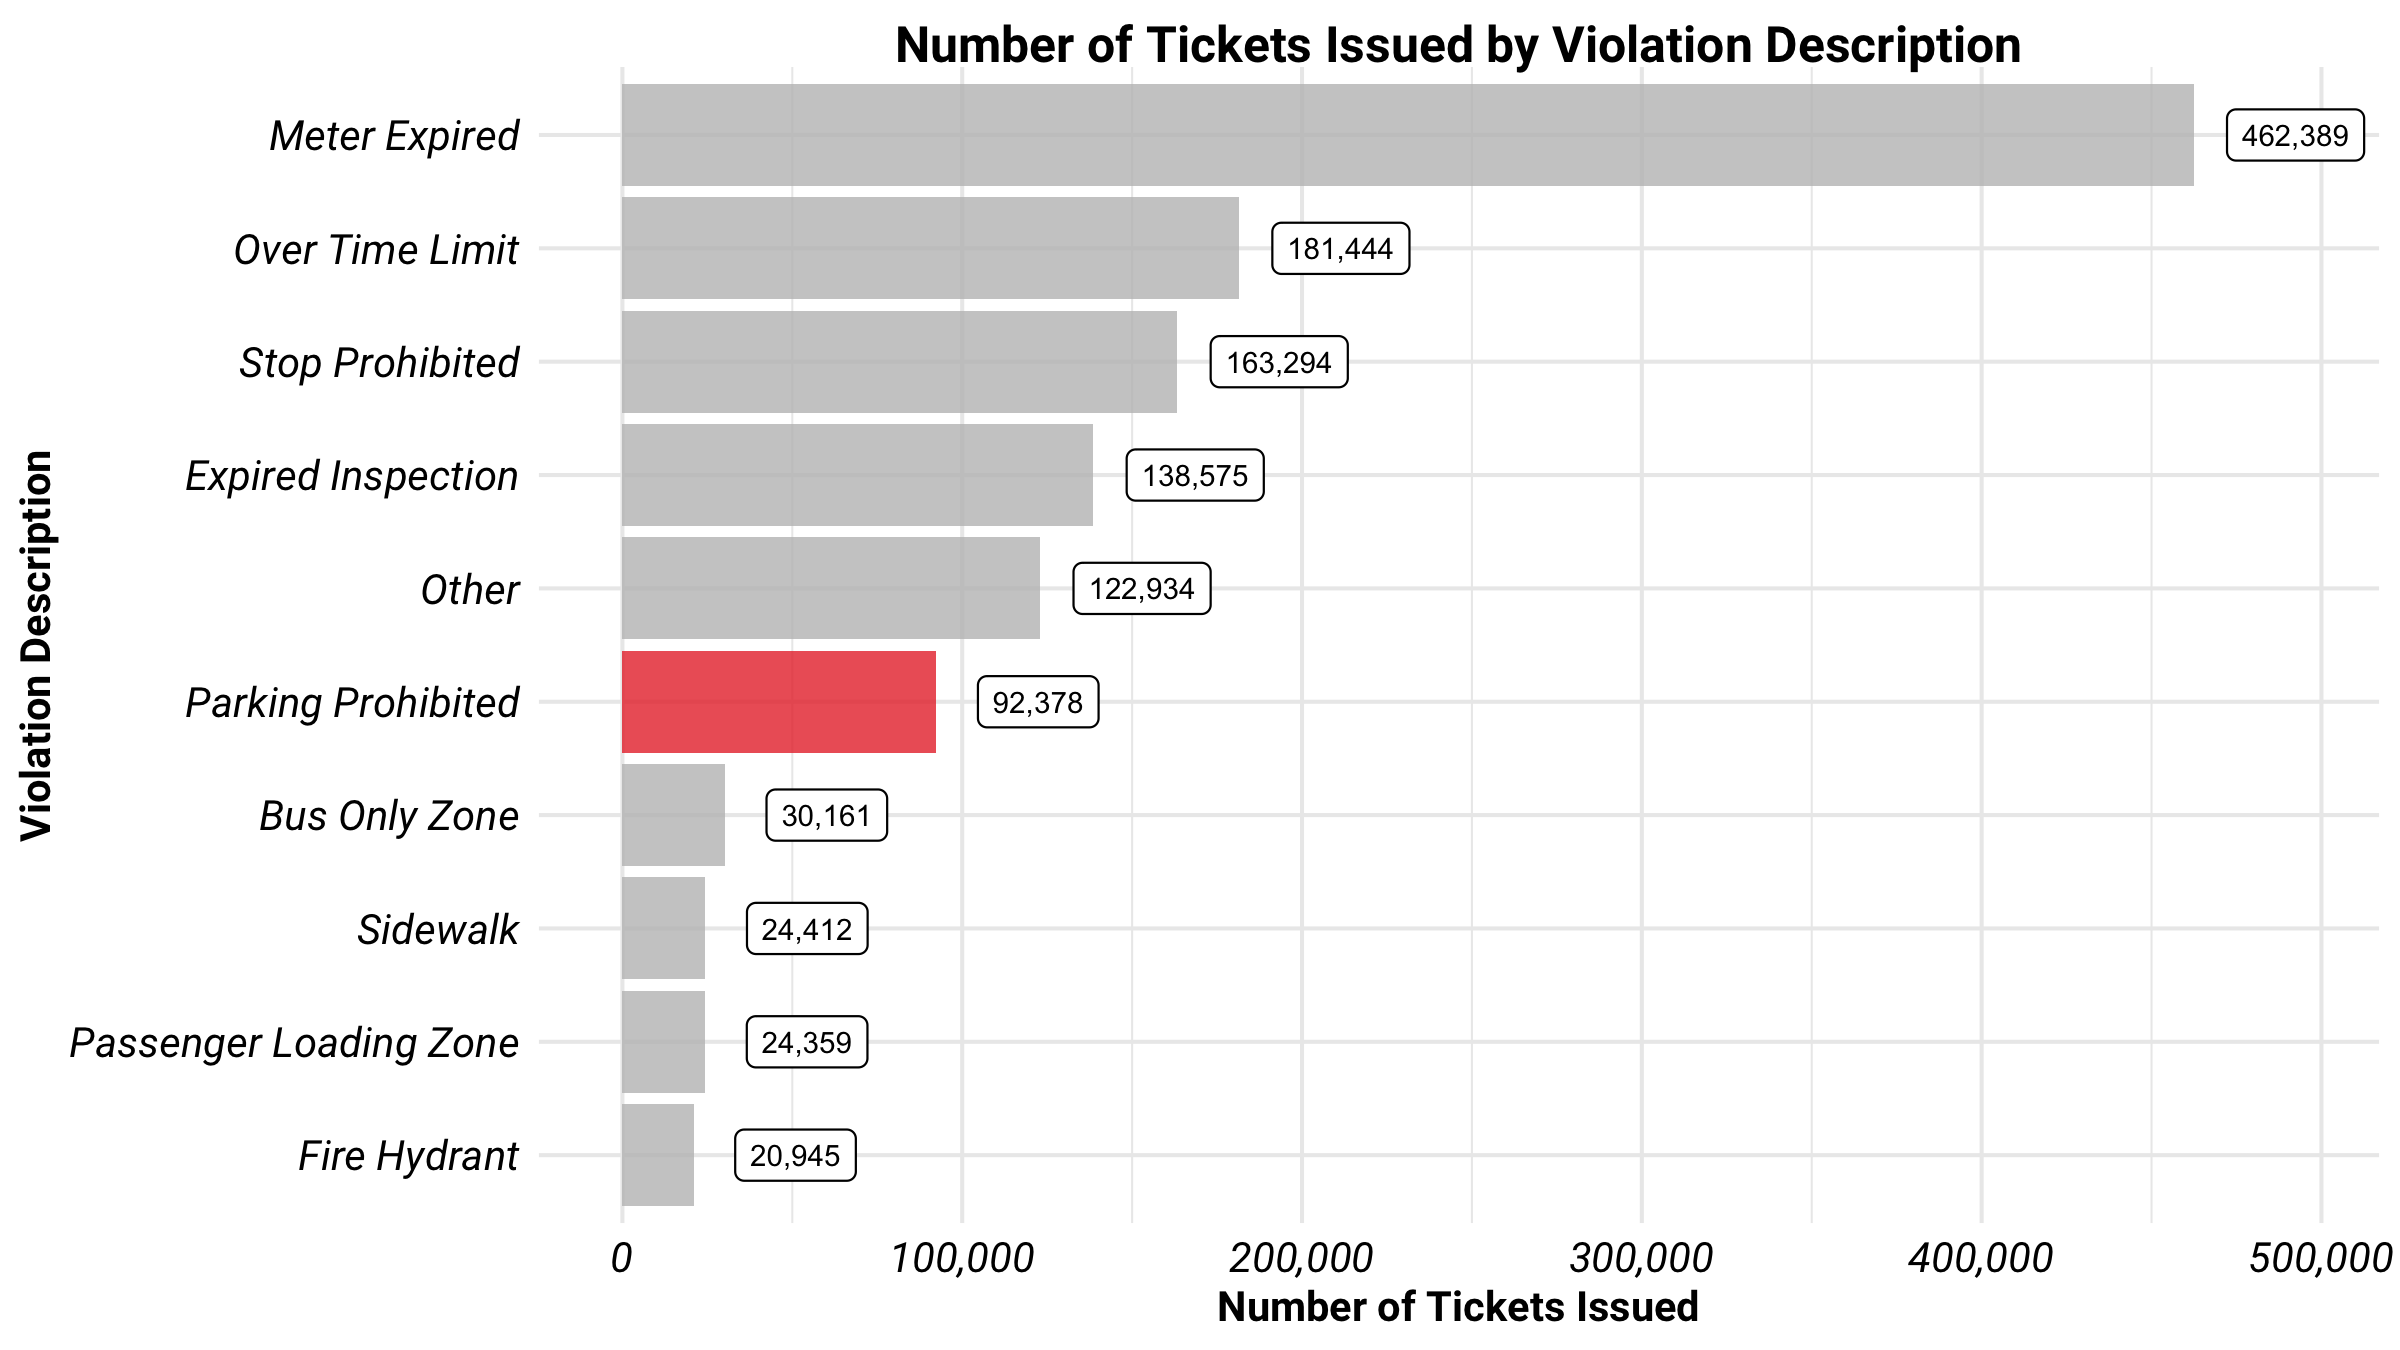 Number of Tickets Issued by Violation Description
Violation Description
Meter Expired
462,389
Over Time Limit
181,444
Stop Prohibited
163,294
Expired Inspection
138,575
Other
122,934
Parking Prohibited
92,378
Bus Only Zone
30,161
Sidewalk
24,412
Passenger Loading Zone
24,359
Fire Hydrant
20,945
0 100,000 200,000 300,000 400,000 500,000
Number of Tickets Issued